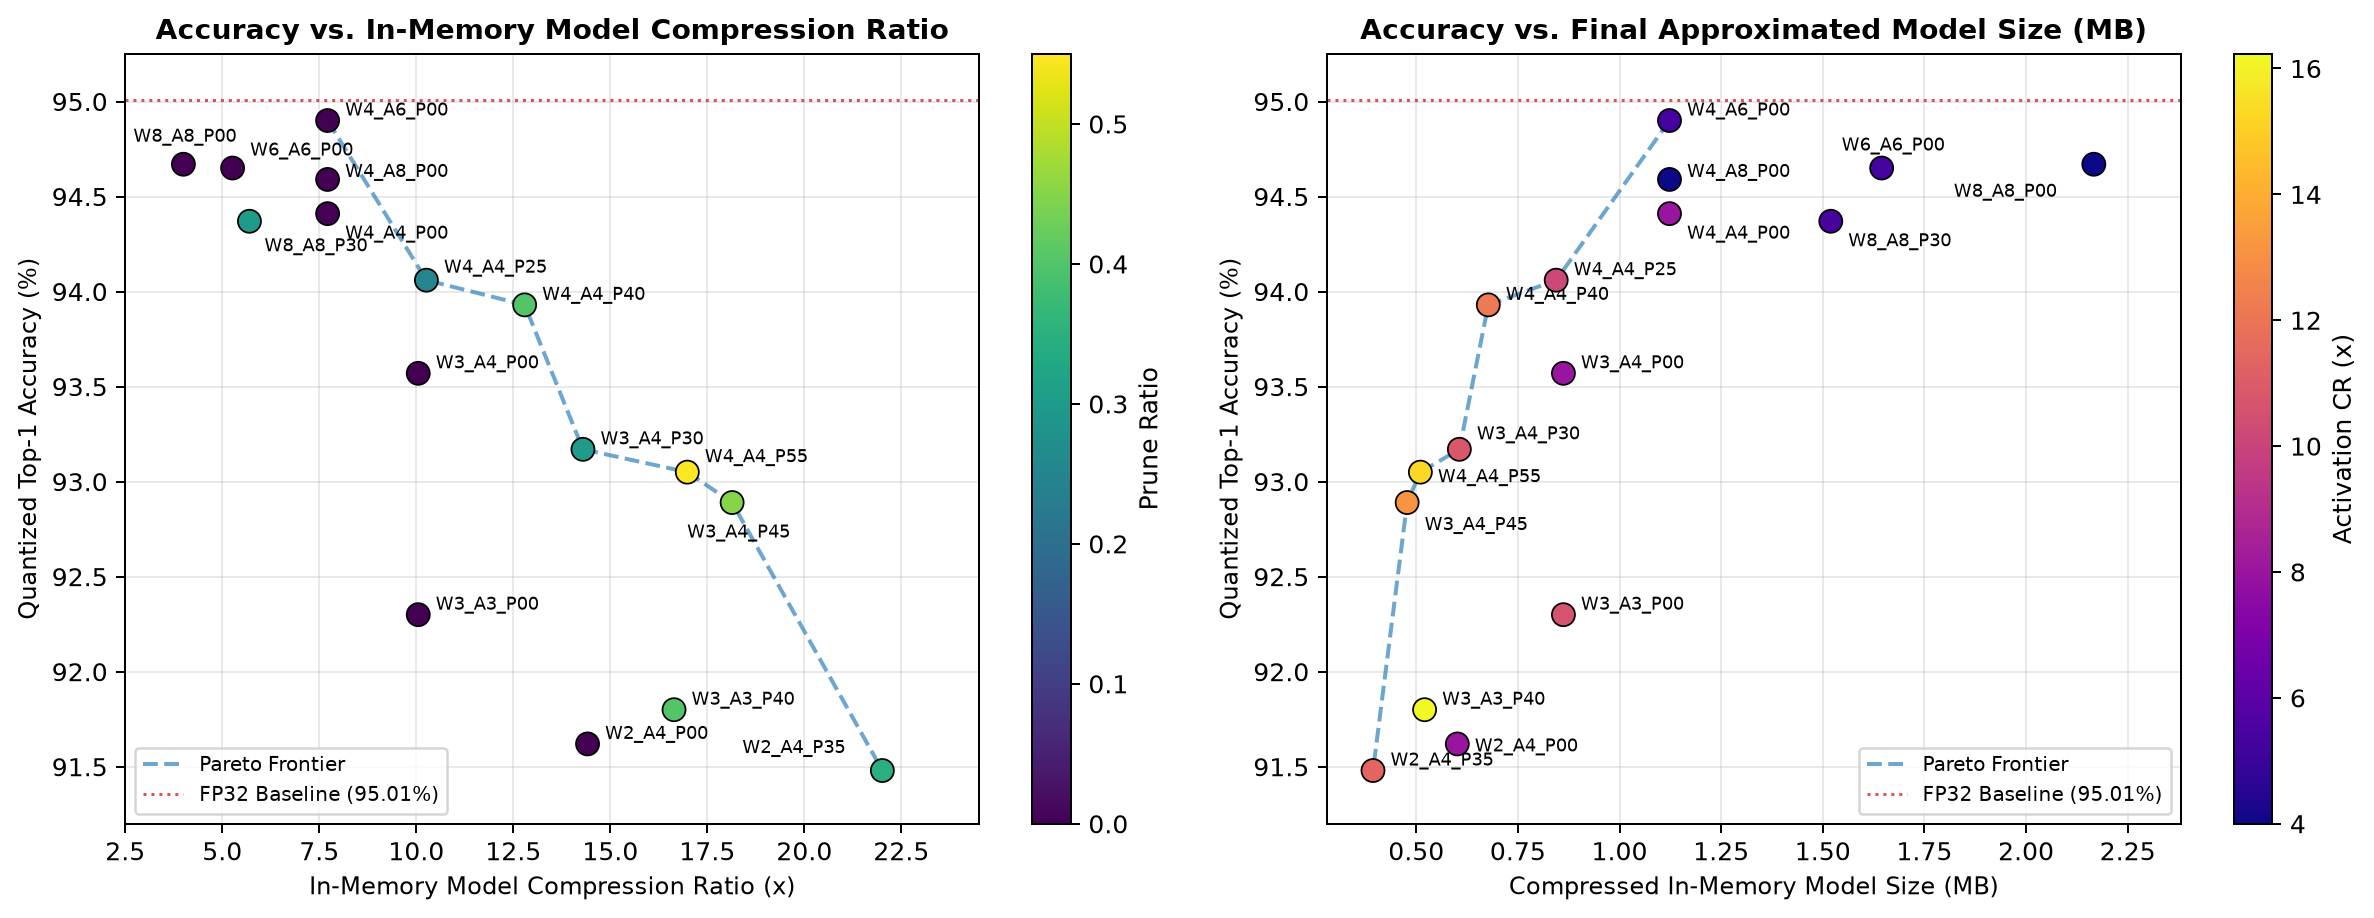 Accuracy vs. In-Memory Model Compression Ratio
Quantized Top-1 Accuracy (%)
95.0
94.5
94.0
93.5
93.0
92.5
92.0
91.5
W4_A6_P00
W8_A8_P00
W6_A6_P00
W4_A8_P00
W4_A4_P00
W8_A8_P30
W4_A4_P25
W4_A4_P40
W3_A4_P00
W3_A4_P30
W4_A4_P55
W3_A4_P45
W3_A3_P00
W3_A3_P40
W2_A4_P00
W2_A4_P35
Pareto Frontier
FP32 Baseline (95.01%)
2.5 5.0 7.5 10.0 12.5 15.0 17.5 20.0 22.5
In-Memory Model Compression Ratio (x)
0.5
0.4
0.3
0.2
0.1
0.0
Prune Ratio
Accuracy vs. Final Approximated Model Size (MB)
Quantized Top-1 Accuracy (%)
95.0
94.5
94.0
93.5
93.0
92.5
92.0
91.5
W4_A6_P00
W6_A6_P00
W4_A8_P00
W8_A8_P00
W4_A4_P00
W8_A8_P30
W4_A4_P25
W4_A4_P40
W3_A4_P00
W3_A4_P30
W4_A4_P55
W3_A4_P45
W3_A3_P00
W3_A3_P40
W2_A4_P00
W2_A4_P35
Pareto Frontier
FP32 Baseline (95.01%)
0.50 0.75 1.00 1.25 1.50 1.75 2.00 2.25
Compressed In-Memory Model Size (MB)
16
14
12
10
8
6
4
Activation CR (x)